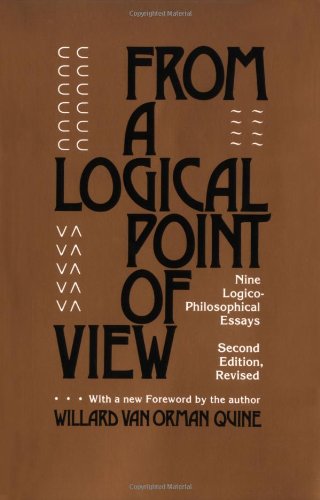 FROM
A
LOGICAL
POINT
OF
VIEW
Nine
Logico-
Philosophical
Essays
Second
Edition,
Revised
• • • With a new Foreword by the author
WILLARD VAN ORMAN QUINE